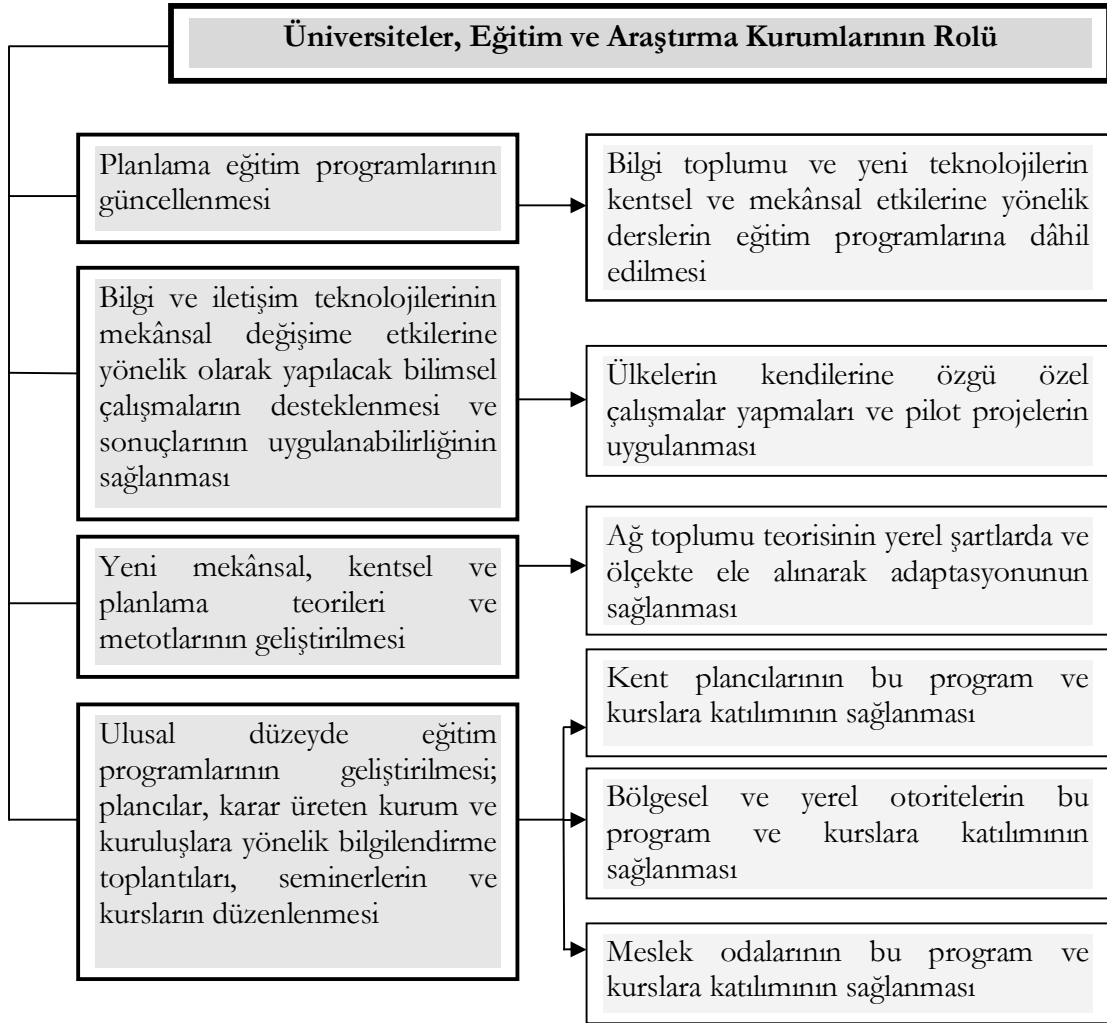 Üniversiteler, Eğitim ve Araştırma Kurumlarının Rolü
Planlama eğitim programlarının
güncellenmesi
Bilgi toplumu ve yeni teknolojilerin
kentsel ve mekânsal etkilerine yönelik
derslerin eğitim programlarına dâhil
edilmesi
Bilgi ve iletişim teknolojilerinin
mekânsal değişime etkilerine
yönelik olarak yapılacak bilimsel
çalışmaların desteklenmesi ve
sonuçlarının uygulanabilirliğinin
sağlanması
Ülkelerin kendilerine özgü özel
çalışmalar yapmaları ve pilot projelerin
uygulanması
Yeni mekânsal, kentsel ve
planlama teorileri ve
metotlarının geliştirilmesi
Ağ toplumu teorisinin yerel şartlarda ve
ölçekte ele alınarak adaptasyonunun
sağlanması
Ulusal düzeyde eğitim
programlarının geliştirilmesi;
plancılar, karar üreten kurum ve
kuruluşlara yönelik bilgilendirme
toplantıları, seminerlerin ve
kursların düzenlenmesi
Kent plancılarının bu program ve
kurslara katılımının sağlanması
Bölgesel ve yerel otoritelerin bu
program ve kurslara katılımının
sağlanması
Meslek odalarının bu program ve
kurslara katılımının sağlanması